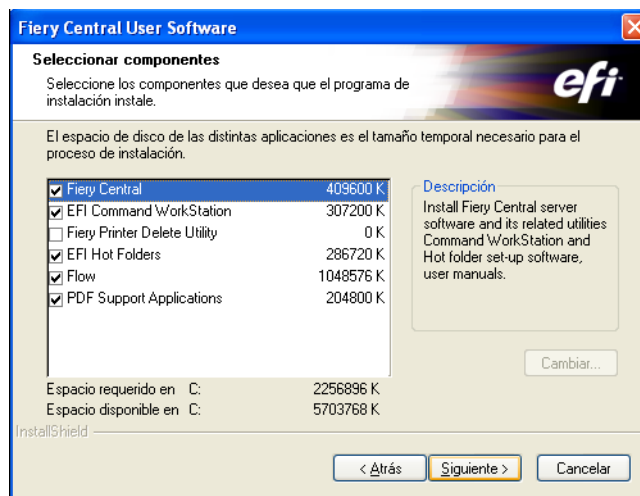 Fiery Central User Software
Seleccionar componentes
Seleccione los componentes que desea que el programa de
instalación instale.
efi
El espacio de disco de las distintas aplicaciones es el tamaño temporal necesario para el
proceso de instalación.
Fiery Central 409600 K
EFI Command WorkStation 307200 K
Fiery Printer Delete Utility 0 K
EFI Hot Folders 286720 K
Flow 1048576 K
PDF Support Applications 204800 K
Descripción
Install Fiery Central server
software and its related utilities
Command WorkStation and
Hot folder set-up software,
user manuals.
Cambiar...
Espacio requerido en C: 2256896 K
Espacio disponible en C: 5703768 K
InstallShield
< Atrás
Siguiente >
Cancelar